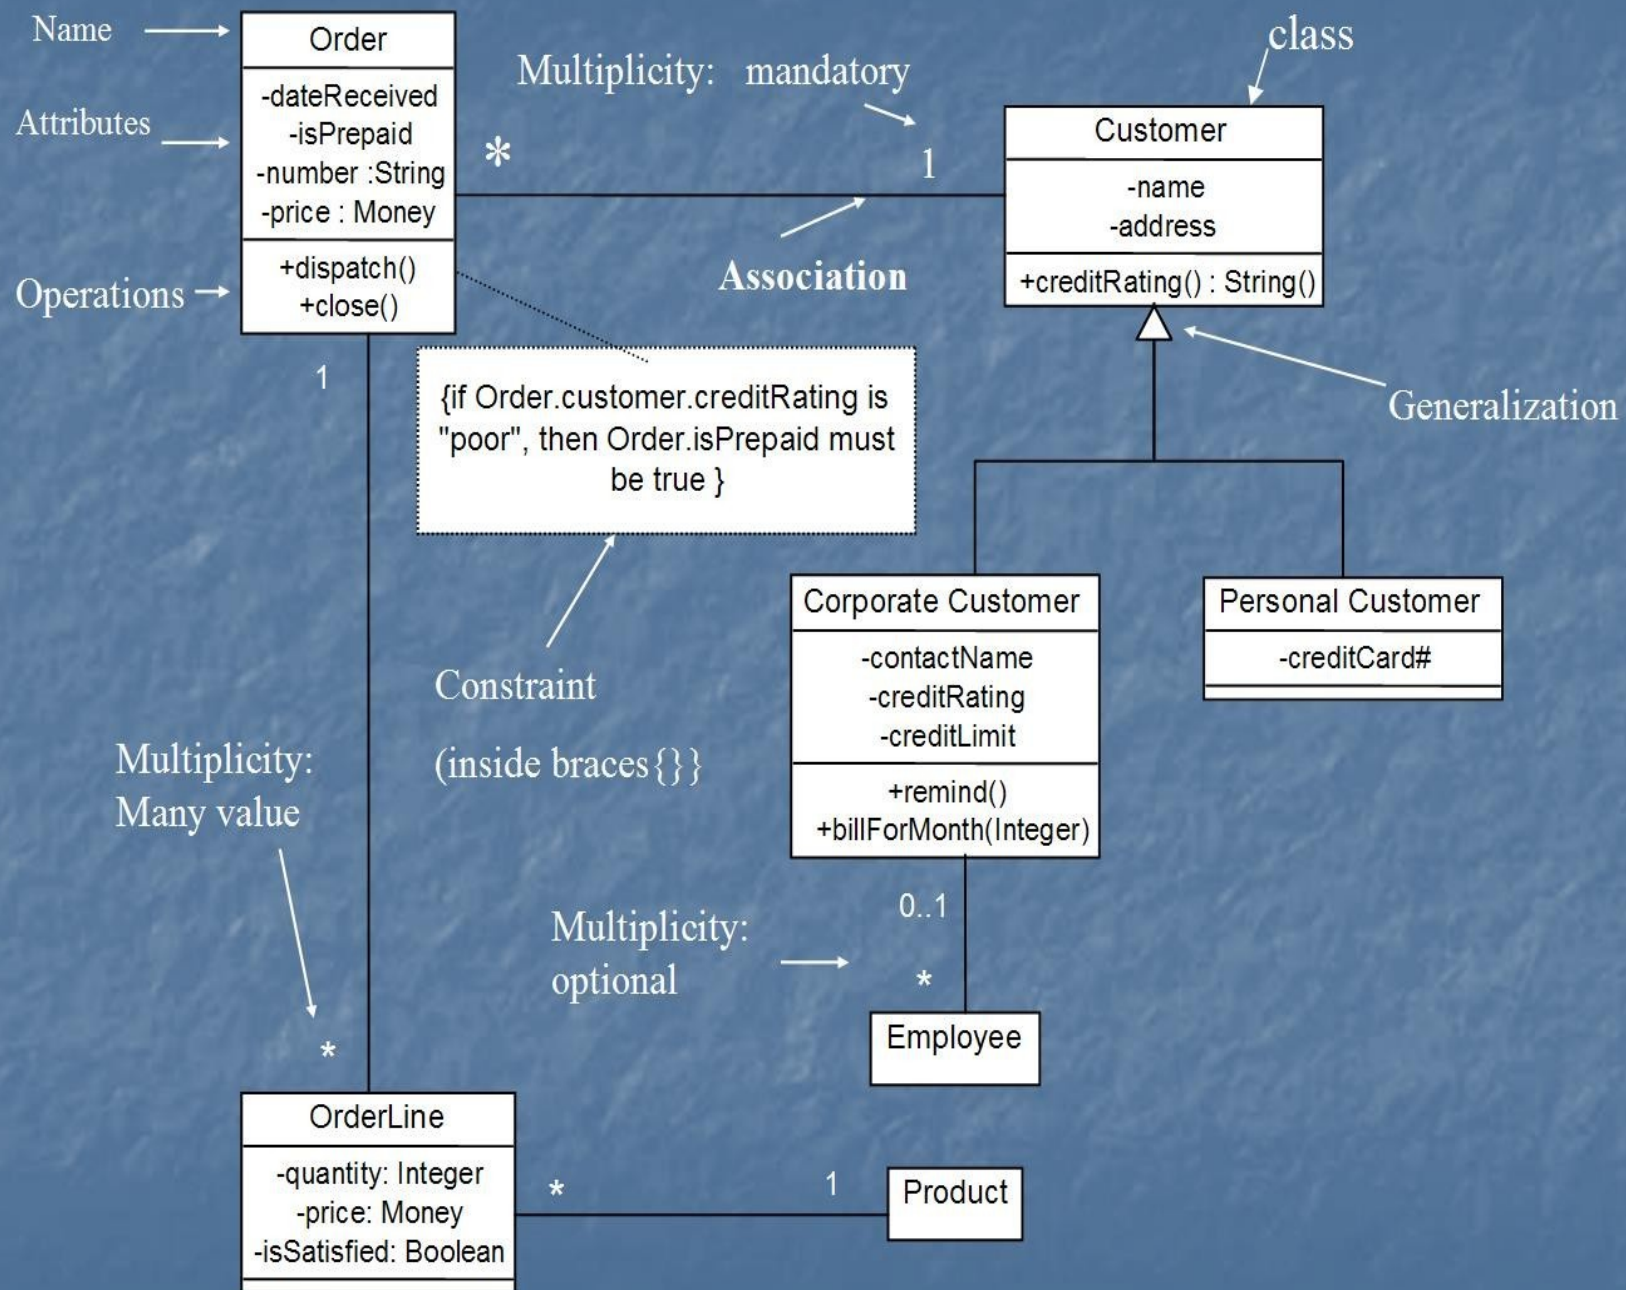 Name
Order
Attributes
-dateReceived
-isPrepaid
-number :String
-price : Money
Operations
+dispatch()
+close()
Multiplicity: mandatory
*
1
Association
class
Customer
-name
-address
+creditRating() : String()
Generalization
1
{if Order.customer.creditRating is
"poor", then Order.isPrepaid must
be true }
Constraint
(inside braces{}}
Corporate Customer
-contactName
-creditRating
-creditLimit
+remind()
+billForMonth(Integer)
Personal Customer
-creditCard#
Multiplicity:
Many value
*
Multiplicity:
optional
0..1
*
Employee
OrderLine
-quantity: Integer
-price: Money
-isSatisfied: Boolean
*
1
Product